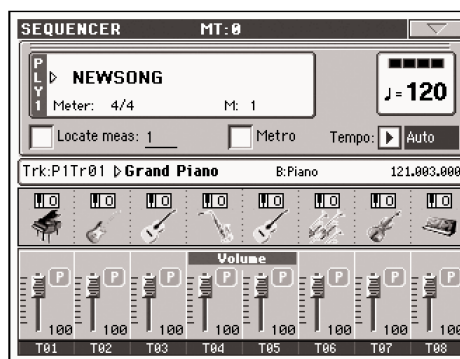 SEQUENCER MT:0
PLY1
NEWSONG
Meter: 4/4 M: 1
♩=120
Locate meas: 1 Metro Tempo: Auto
Trk:P1Tr01 ▷Grand Piano B:Piano 121.003.000
O O O O O O O O
Volume
P P P P P P P P
100 100 100 100 100 100 100 100
T01 T02 T03 T04 T05 T06 T07 T08